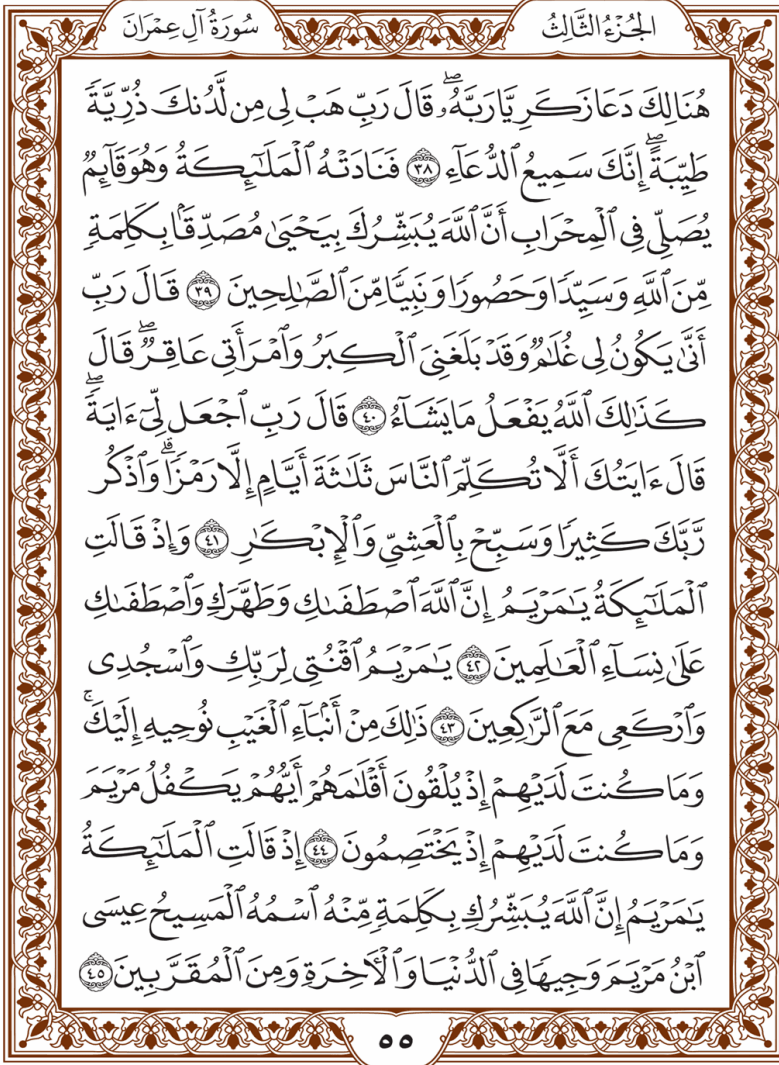 الجُزْءُ الثَّالِثُ
سُورَةُ آلِ عِمْرَانَ
هُنَالِكَ دَعَا زَكَرِيَّا رَبَّهُۥۖ قَالَ رَبِّ هَبۡ لِي مِن لَّدُنكَ ذُرِّيَّةٗ
طَيِّبَةًۖ إِنَّكَ سَمِيعُ ٱلدُّعَآءِ ٣٨ فَنَادَتۡهُ ٱلۡمَلَٰٓئِكَةُ وَهُوَ قَآئِمٞ
يُصَلِّي فِي ٱلۡمِحۡرَابِ أَنَّ ٱللَّهَ يُبَشِّرُكَ بِيَحۡيَىٰ مُصَدِّقَۢا بِكَلِمَةٖ
مِّنَ ٱللَّهِ وَسَيِّدٗا وَحَصُورٗا وَنَبِيّٗا مِّنَ ٱلصَّٰلِحِينَ ٣٩ قَالَ رَبِّ
أَنَّىٰ يَكُونُ لِي غُلَٰمٞ وَقَدۡ بَلَغَنِيَ ٱلۡكِبَرُ وَٱمۡرَأَتِي عَاقِرٞۖ قَالَ
كَذَٰلِكَ ٱللَّهُ يَفۡعَلُ مَا يَشَآءُ ٤٠ قَالَ رَبِّ ٱجۡعَل لِّيٓ ءَايَةٗۖ
قَالَ ءَايَتُكَ أَلَّا تُكَلِّمَ ٱلنَّاسَ ثَلَٰثَةَ أَيَّامٍ إِلَّا رَمۡزٗاۗ وَٱذۡكُر
رَّبَّكَ كَثِيرٗا وَسَبِّحۡ بِٱلۡعَشِيِّ وَٱلۡإِبۡكَٰرِ ٤١ وَإِذۡ قَالَتِ
ٱلۡمَلَٰٓئِكَةُ يَٰمَرۡيَمُ إِنَّ ٱللَّهَ ٱصۡطَفَىٰكِ وَطَهَّرَكِ وَٱصۡطَفَىٰكِ
عَلَىٰ نِسَآءِ ٱلۡعَٰلَمِينَ ٤٢ يَٰمَرۡيَمُ ٱقۡنُتِي لِرَبِّكِ وَٱسۡجُدِي
وَٱرۡكَعِي مَعَ ٱلرَّٰكِعِينَ ٤٣ ذَٰلِكَ مِنۡ أَنۢبَآءِ ٱلۡغَيۡبِ نُوحِيهِ إِلَيۡكَۚ
وَمَا كُنتَ لَدَيۡهِمۡ إِذۡ يُلۡقُونَ أَقۡلَٰمَهُمۡ أَيُّهُمۡ يَكۡفُلُ مَرۡيَمَ
وَمَا كُنتَ لَدَيۡهِمۡ إِذۡ يَخۡتَصِمُونَ ٤٤ إِذۡ قَالَتِ ٱلۡمَلَٰٓئِكَةُ
يَٰمَرۡيَمُ إِنَّ ٱللَّهَ يُبَشِّرُكِ بِكَلِمَةٖ مِّنۡهُ ٱسۡمُهُ ٱلۡمَسِيحُ عِيسَى
ٱبۡنُ مَرۡيَمَ وَجِيهٗا فِي ٱلدُّنۡيَا وَٱلۡأٓخِرَةِ وَمِنَ ٱلۡمُقَرَّبِينَ ٤٥
٥٥